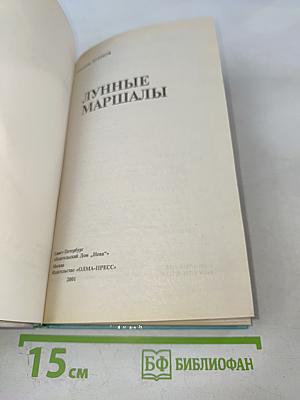 ЛУННЫЕ
МАРШАЛЫ
Санкт-Петербург
«Издательский Дом „Нева“»
Москва
Издательство «ОЛМА-ПРЕСС»
2001
15 см
БФ БИБЛИОФАН